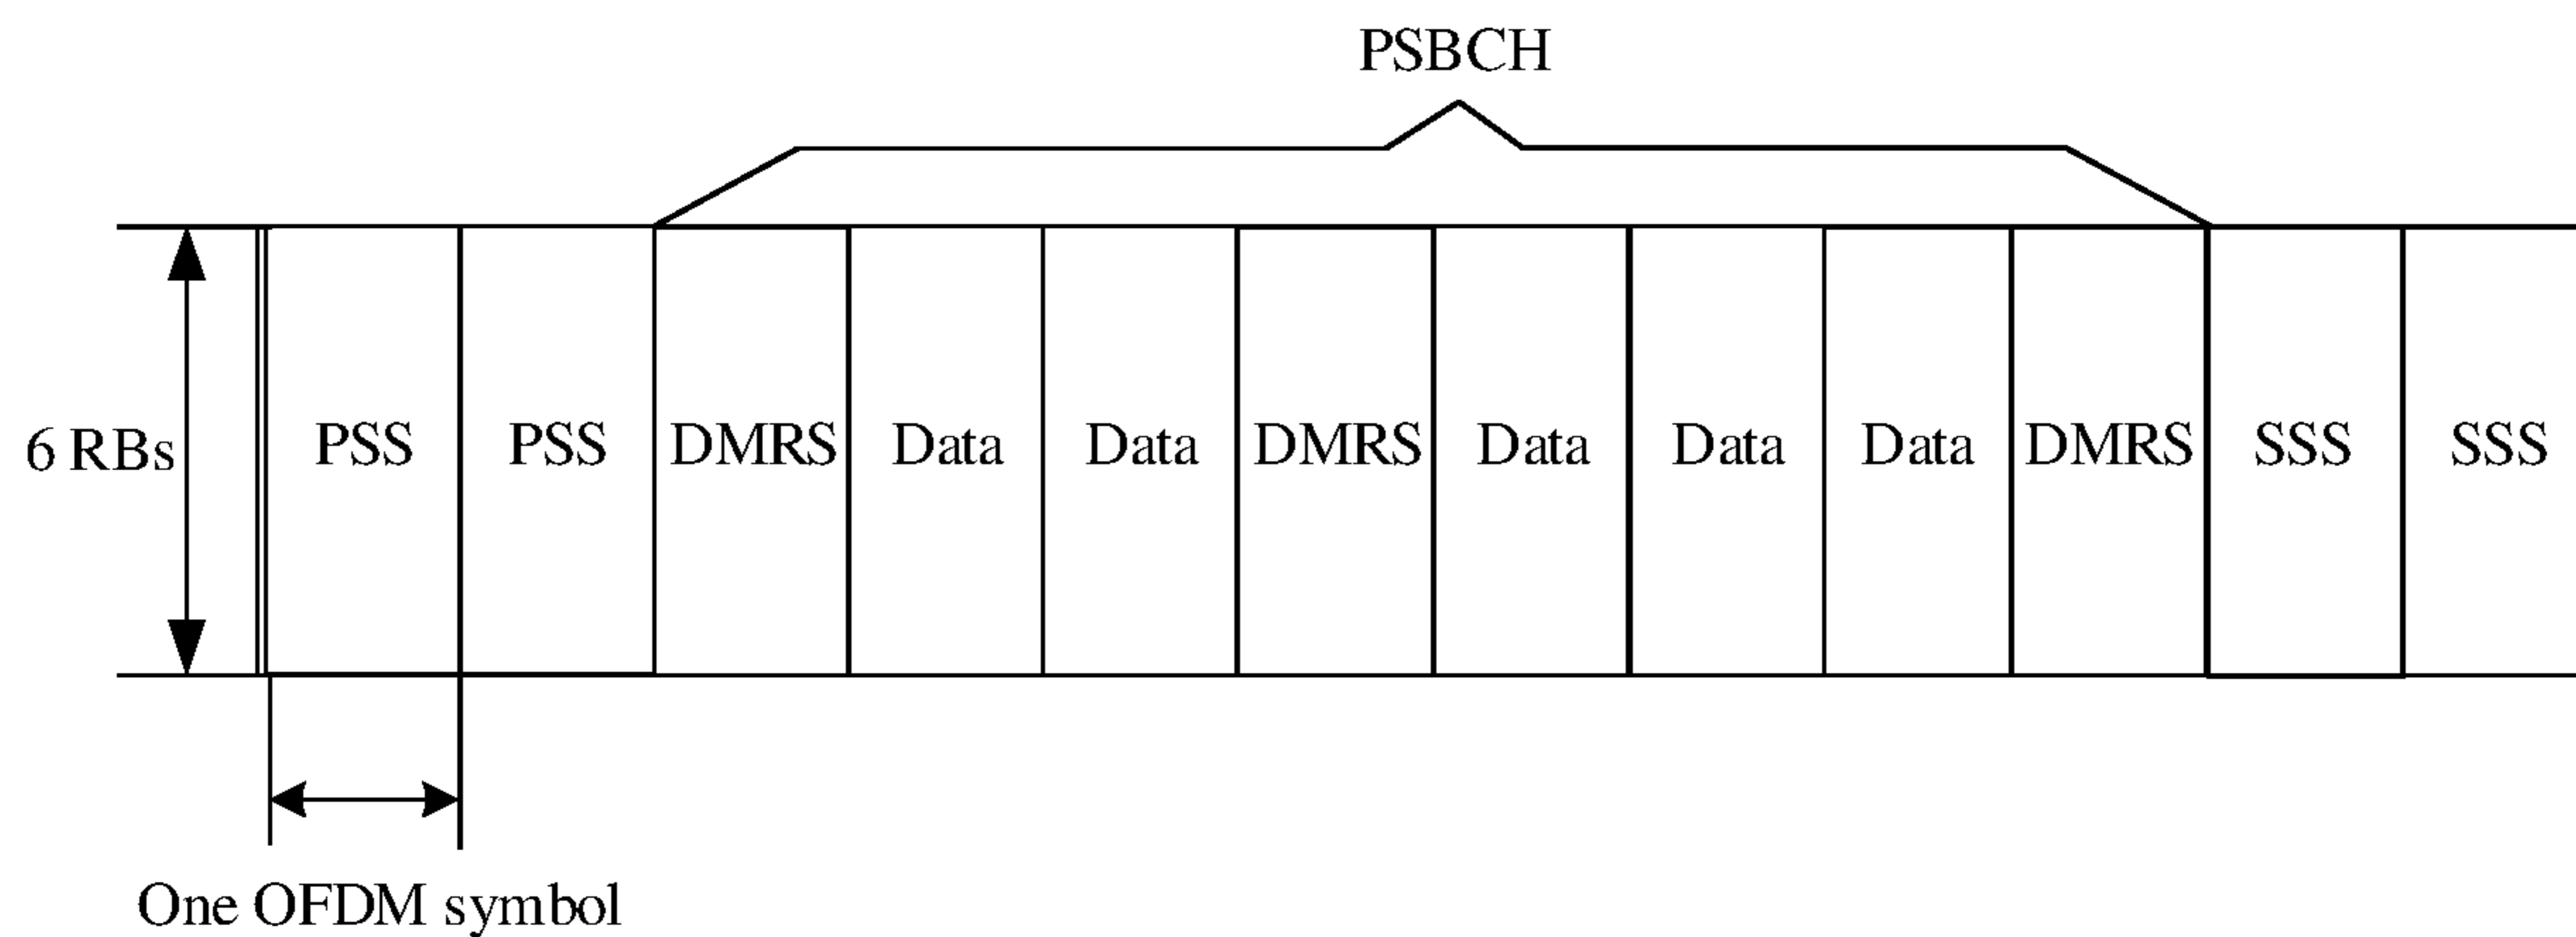 PSBCH
6 RBs PSS PSS DMRS Data Data DMRS Data Data Data DMRS SSS SSS
One OFDM symbol